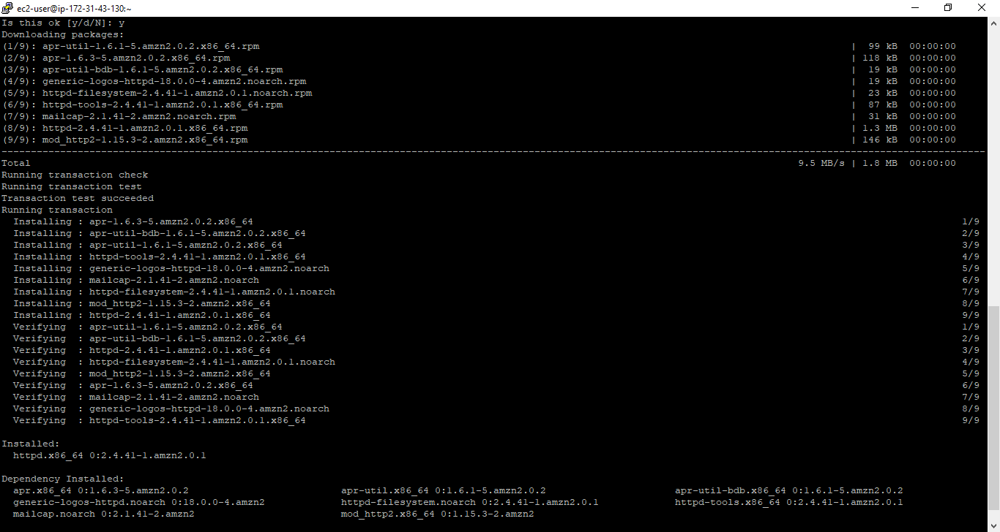 ec2-user@ip-172-31-43-130:~
Is this ok [y/d/N]: y
Downloading packages:
(1/9): apr-util-1.6.1-5.amzn2.0.2.x86_64.rpm | 99 kB 00:00:00
(2/9): apr-1.6.3-5.amzn2.0.2.x86_64.rpm | 118 kB 00:00:00
(3/9): apr-util-bdb-1.6.1-5.amzn2.0.2.x86_64.rpm | 19 kB 00:00:00
(4/9): generic-logos-httpd-18.0.0-4.amzn2.noarch.rpm | 19 kB 00:00:00
(5/9): httpd-filesystem-2.4.41-1.amzn2.0.1.noarch.rpm | 23 kB 00:00:00
(6/9): httpd-tools-2.4.41-1.amzn2.0.1.x86_64.rpm | 87 kB 00:00:00
(7/9): mailcap-2.1.41-2.amzn2.noarch.rpm | 31 kB 00:00:00
(8/9): httpd-2.4.41-1.amzn2.0.1.x86_64.rpm | 1.3 MB 00:00:00
(9/9): mod_http2-1.15.3-2.amzn2.x86_64.rpm | 146 kB 00:00:00
--------------------------------------------------------------------------------
Total 9.5 MB/s | 1.8 MB 00:00:00
Running transaction check
Running transaction test
Transaction test succeeded
Running transaction
Installing : apr-1.6.3-5.amzn2.0.2.x86_64 1/9
Installing : apr-util-bdb-1.6.1-5.amzn2.0.2.x86_64 2/9
Installing : apr-util-1.6.1-5.amzn2.0.2.x86_64 3/9
Installing : httpd-tools-2.4.41-1.amzn2.0.1.x86_64 4/9
Installing : generic-logos-httpd-18.0.0-4.amzn2.noarch 5/9
Installing : mailcap-2.1.41-2.amzn2.noarch 6/9
Installing : httpd-filesystem-2.4.41-1.amzn2.0.1.noarch 7/9
Installing : mod_http2-1.15.3-2.amzn2.x86_64 8/9
Installing : httpd-2.4.41-1.amzn2.0.1.x86_64 9/9
Verifying : apr-util-1.6.1-5.amzn2.0.2.x86_64 1/9
Verifying : apr-util-bdb-1.6.1-5.amzn2.0.2.x86_64 2/9
Verifying : httpd-2.4.41-1.amzn2.0.1.x86_64 3/9
Verifying : httpd-filesystem-2.4.41-1.amzn2.0.1.noarch 4/9
Verifying : mod_http2-1.15.3-2.amzn2.x86_64 5/9
Verifying : apr-1.6.3-5.amzn2.0.2.x86_64 6/9
Verifying : mailcap-2.1.41-2.amzn2.noarch 7/9
Verifying : generic-logos-httpd-18.0.0-4.amzn2.noarch 8/9
Verifying : httpd-tools-2.4.41-1.amzn2.0.1.x86_64 9/9
Installed:
httpd.x86_64 0:2.4.41-1.amzn2.0.1
Dependency Installed:
apr.x86_64 0:1.6.3-5.amzn2.0.2 apr-util.x86_64 0:1.6.1-5.amzn2.0.2 apr-util-bdb.x86_64 0:1.6.1-5.amzn2.0.2
generic-logos-httpd.noarch 0:18.0.0-4.amzn2 httpd-filesystem.noarch 0:2.4.41-1.amzn2.0.1 httpd-tools.x86_64 0:2.4.41-1.amzn2.0.1
mailcap.noarch 0:2.1.41-2.amzn2 mod_http2.x86_64 0:1.15.3-2.amzn2